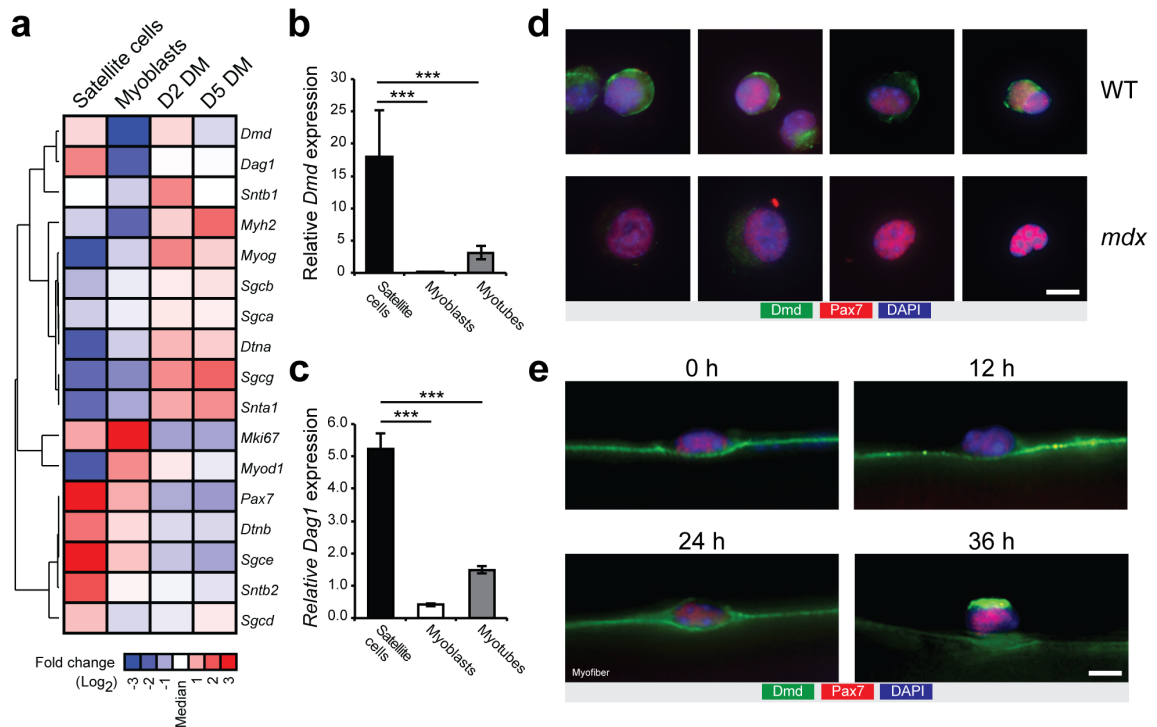 a
Satellite cells
Myoblasts
D2 DM
D5 DM
Dmd
Dag1
Sntb1
Myh2
Myog
Sgcb
Sgca
Dtna
Sgcg
Snta1
Mki67
Myod1
Pax7
Dtnb
Sgce
Sntb2
Sgcd
Fold change
(Log2)
-3
-2
-1
Median
1
2
3
b
Relative Dmd expression
30
25
20
15
10
5
0
***
***
Satellite
cells
Myoblasts
Myotubes
c
Relative Dag1 expression
6.0
5.0
4.0
3.0
2.0
1.0
0.0
***
***
Satellite
cells
Myoblasts
Myotubes
d
WT
mdx
Dmd Pax7 DAPI
e
0 h
12 h
24 h
36 h
Myofiber
Dmd Pax7 DAPI